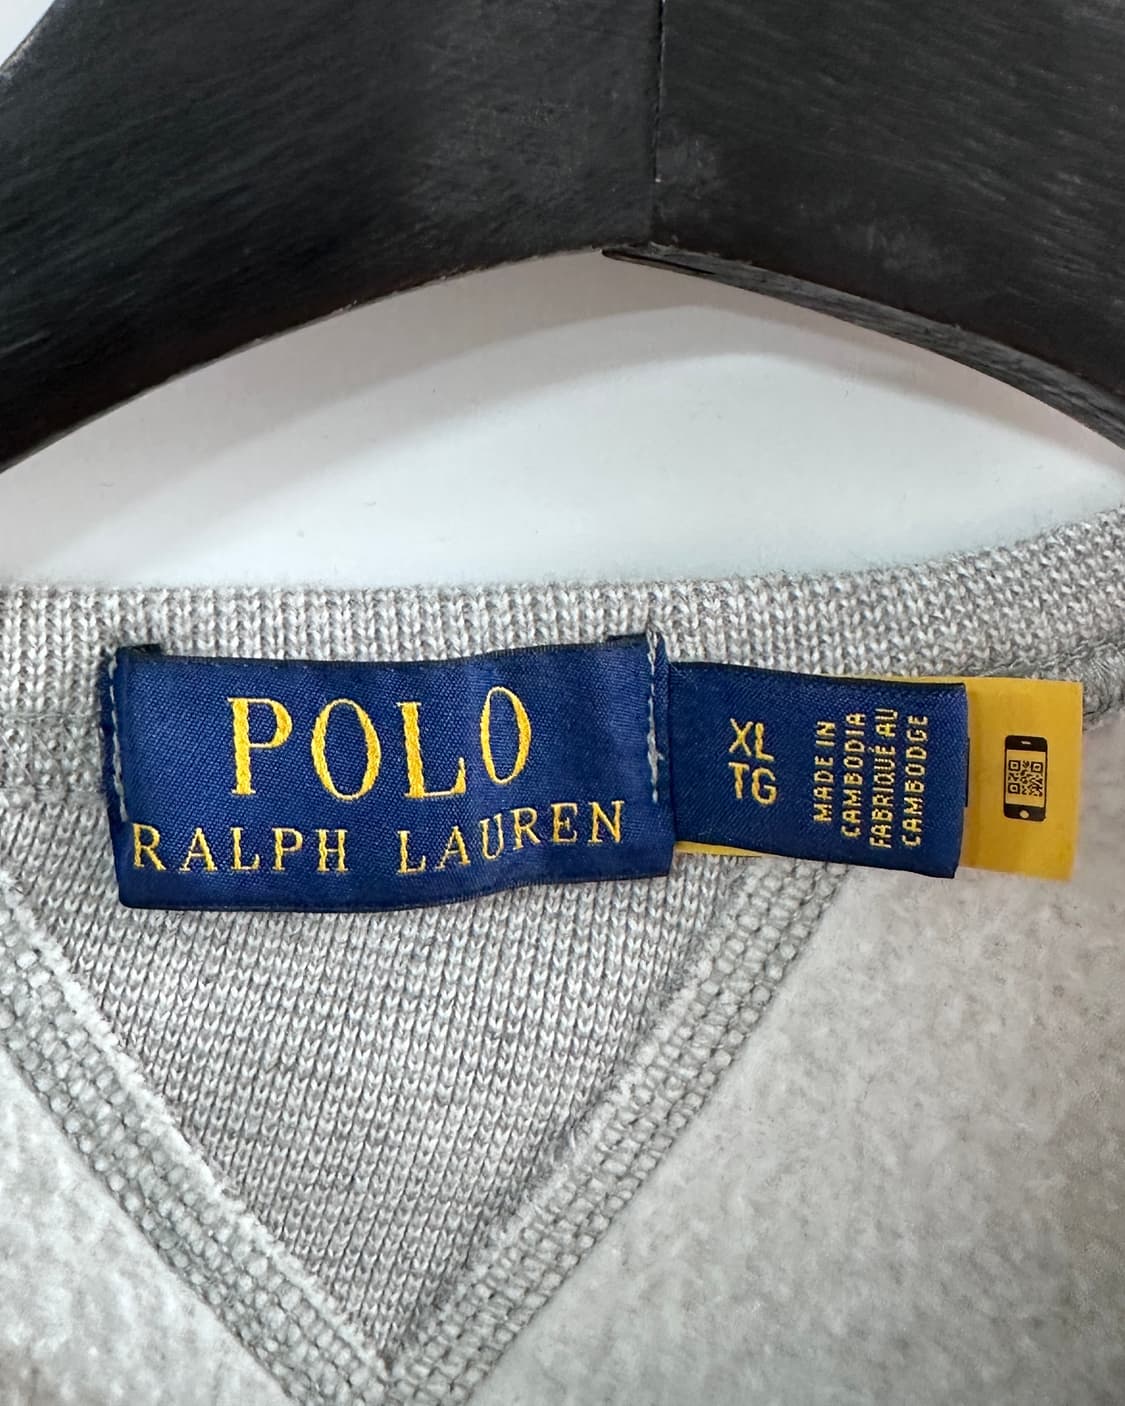 POLO
RALPH LAUREN
XL
TG
MADE IN
CAMBODIA
FABRIQUÉ AU
CAMBODGE